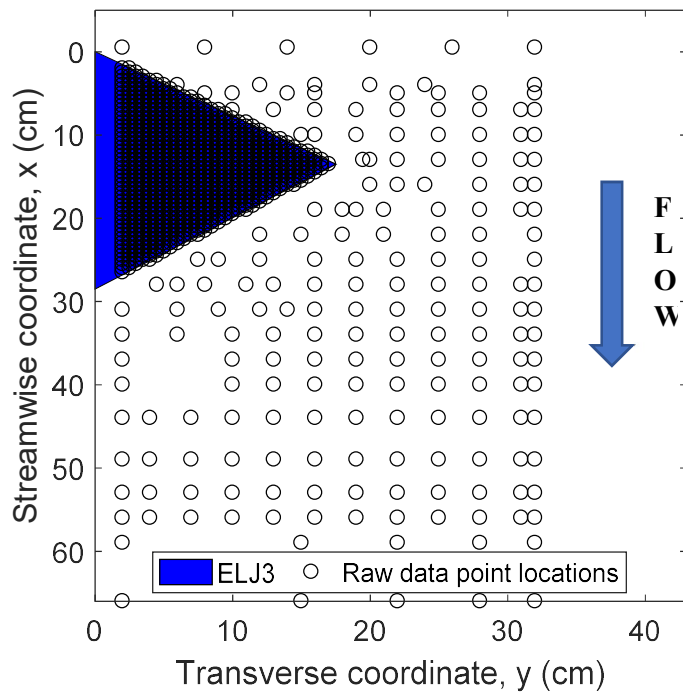 0
10
20
30
40
50
60
Streamwise coordinate, x (cm)
F
L
O
W
ELJ3 Raw data point locations
0 10 20 30 40
Transverse coordinate, y (cm)